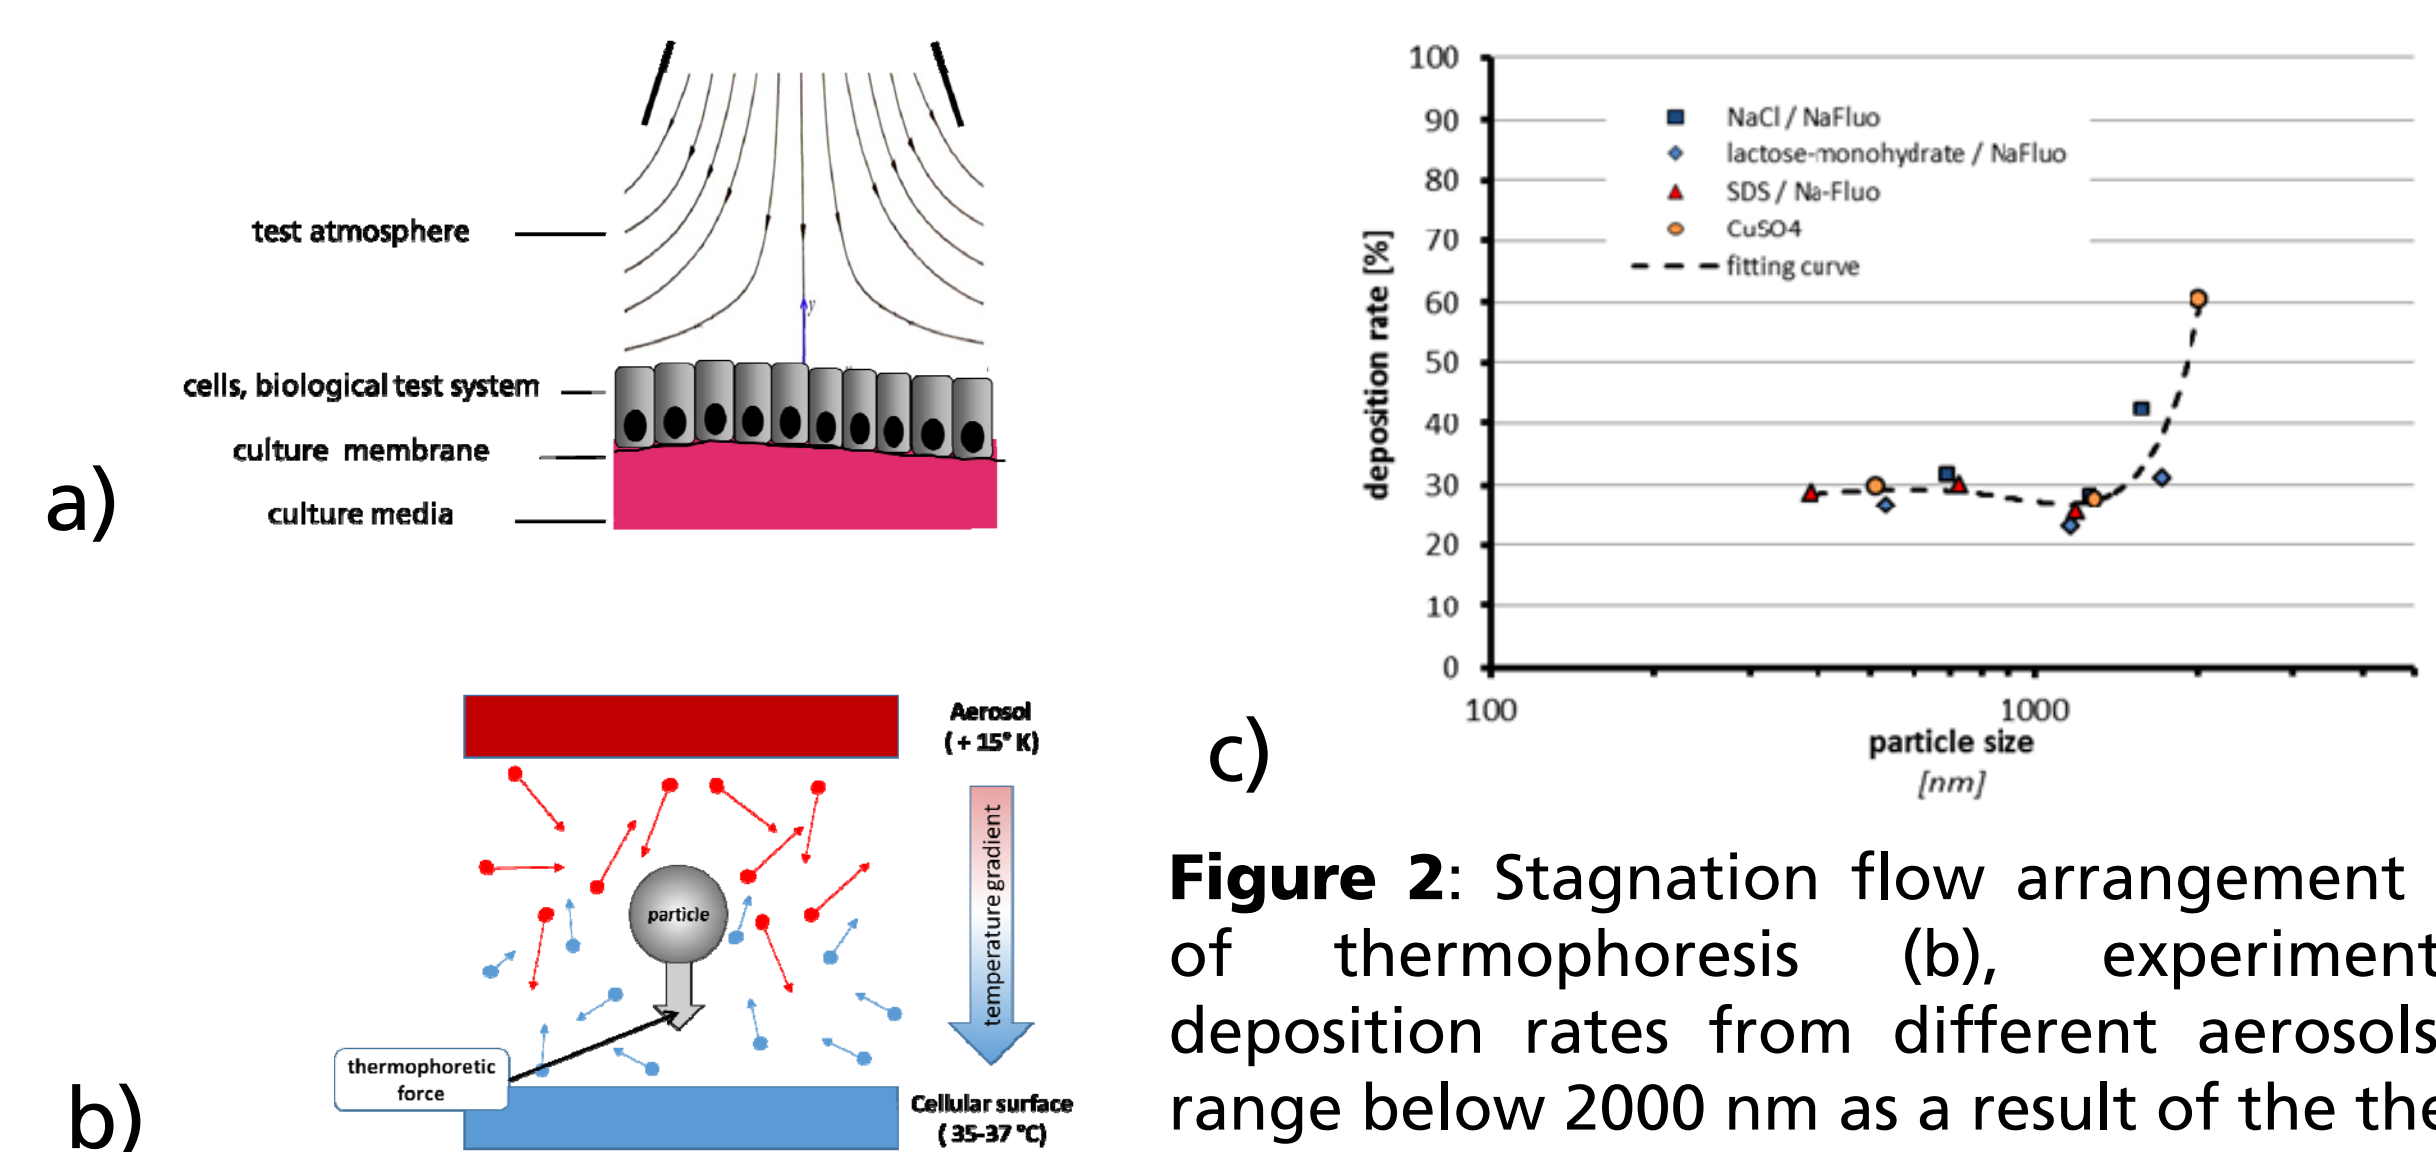 test atmosphere
y
cells, biological test system
culture membrane
culture media
a)
Aerosol
( + 15° K)
particle
temperature gradient
thermophoretic
force
Cellular surface
( 35-37 °C)
b)
100
90
80
70
60
50
40
30
20
10
0
deposition rate [%]
NaCl / NaFluo
lactose-monohydrate / NaFluo
SDS / Na-Fluo
CuSO4
fitting curve
100
1000
particle size
[nm]
c)
Figure 2: Stagnation flow arrangement
of thermophoresis (b), experiment
deposition rates from different aerosols
range below 2000 nm as a result of the the